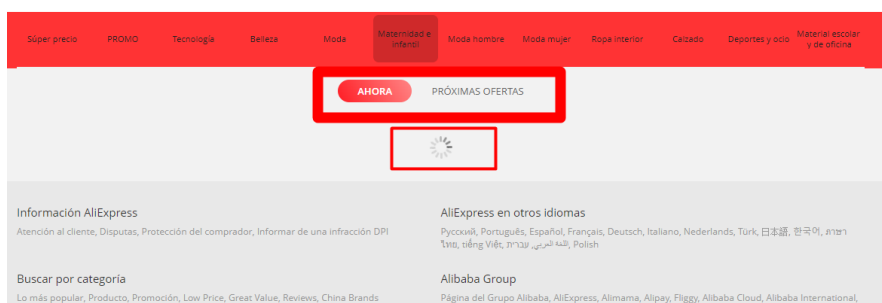 Súper precio PROMO Tecnología Belleza Moda Maternidad e infantil Moda hombre Moda mujer Ropa interior Calzado Deportes y ocio Material escolar y de oficina
AHORA PRÓXIMAS OFERTAS
Información AliExpress
Atención al cliente, Disputas, Protección del comprador, Informar de una infracción DPI
AliExpress en otros idiomas
Русский, Português, Español, Français, Deutsch, Italiano, Nederlands, Türk, 日本語, 한국어, ภาษา
ไทย, tiếng Việt, اللغة العربي, עברית, Polish
Buscar por categoría
Lo más popular, Producto, Promoción, Low Price, Great Value, Reviews, China Brands
Alibaba Group
Página del Grupo Alibaba, AliExpress, Alimama, Alipay, Fliggy, Alibaba Cloud, Alibaba International,